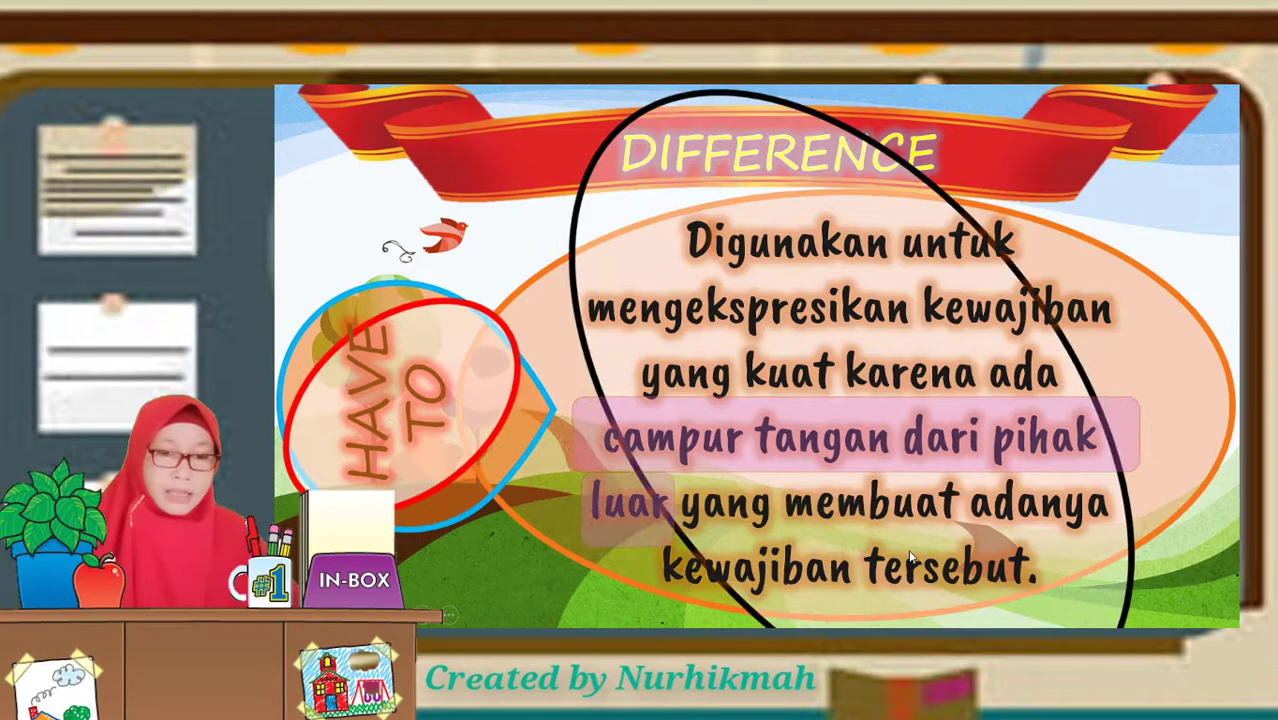 DIFFERENCE
Digunakan untuk
mengekspresikan kewajiban
yang kuat karena ada
campur tangan dari pihak
luar yang membuat adanya
kewajiban tersebut.
HAVE
TO
#1
IN-BOX
Created by Nurhikmah